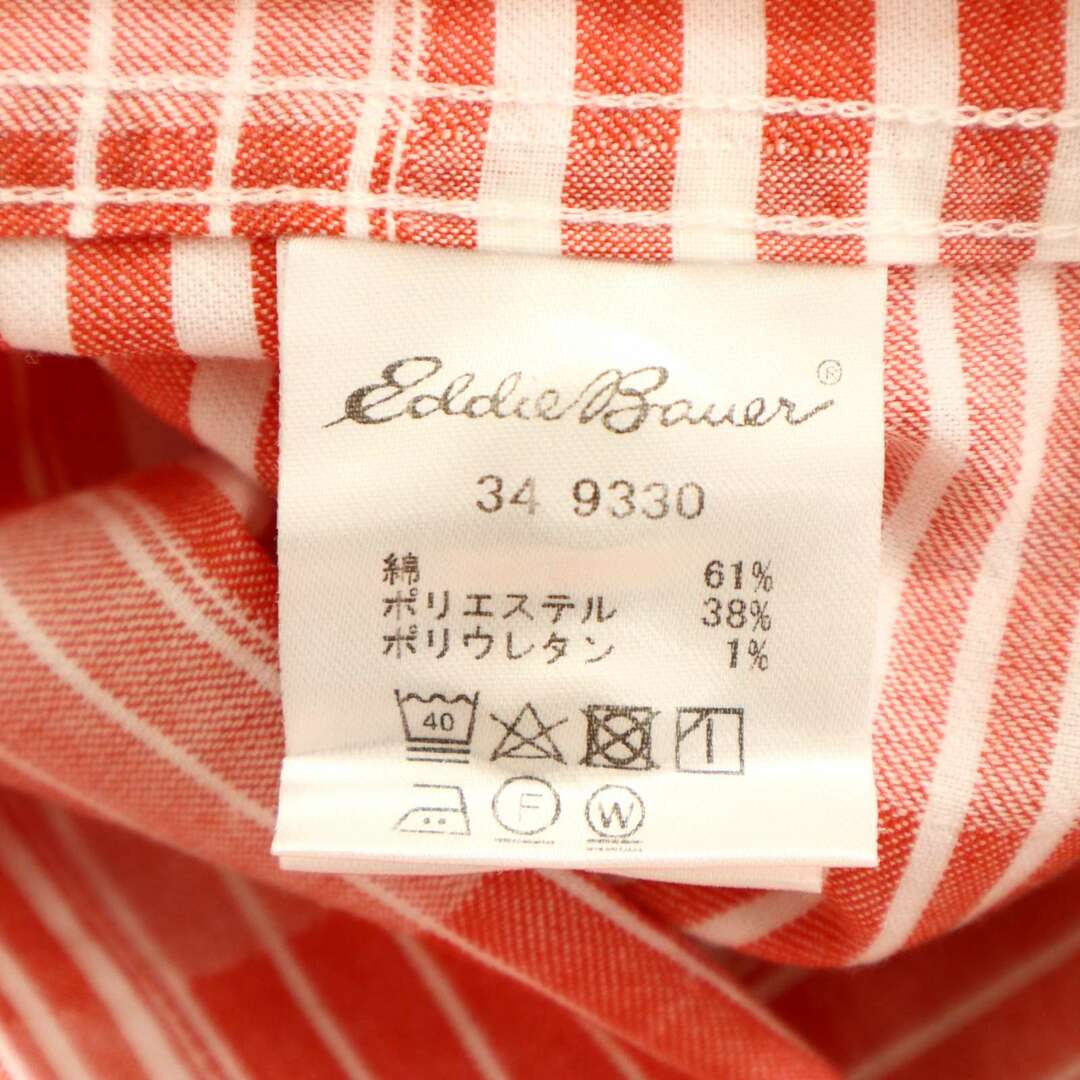 Eddie Bauer®
34 9330
綿 61%
ポリエステル 38%
ポリウレタン 1%
40
F W